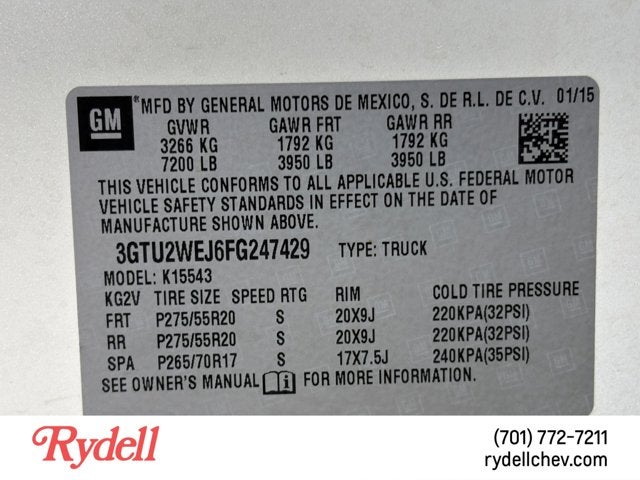 GM *MFD BY GENERAL MOTORS DE MEXICO, S. DE R.L. DE C.V. 01/15
GVWR GAWR FRT GAWR RR
3266 KG 1792 KG 1792 KG
7200 LB 3950 LB 3950 LB
THIS VEHICLE CONFORMS TO ALL APPLICABLE U.S. FEDERAL MOTOR
VEHICLE SAFETY STANDARDS IN EFFECT ON THE DATE OF
MANUFACTURE SHOWN ABOVE.
3GTU2WEJ6FG247429 TYPE: TRUCK
MODEL: K15543
KG2V TIRE SIZE SPEED RTG RIM COLD TIRE PRESSURE
FRT P275/55R20 S 20X9J 220KPA(32PSI)
RR P275/55R20 S 20X9J 220KPA(32PSI)
SPA P265/70R17 S 17X7.5J 240KPA(35PSI)
SEE OWNER'S MANUAL FOR MORE INFORMATION.
Rydell
(701) 772-7211
rydellchev.com